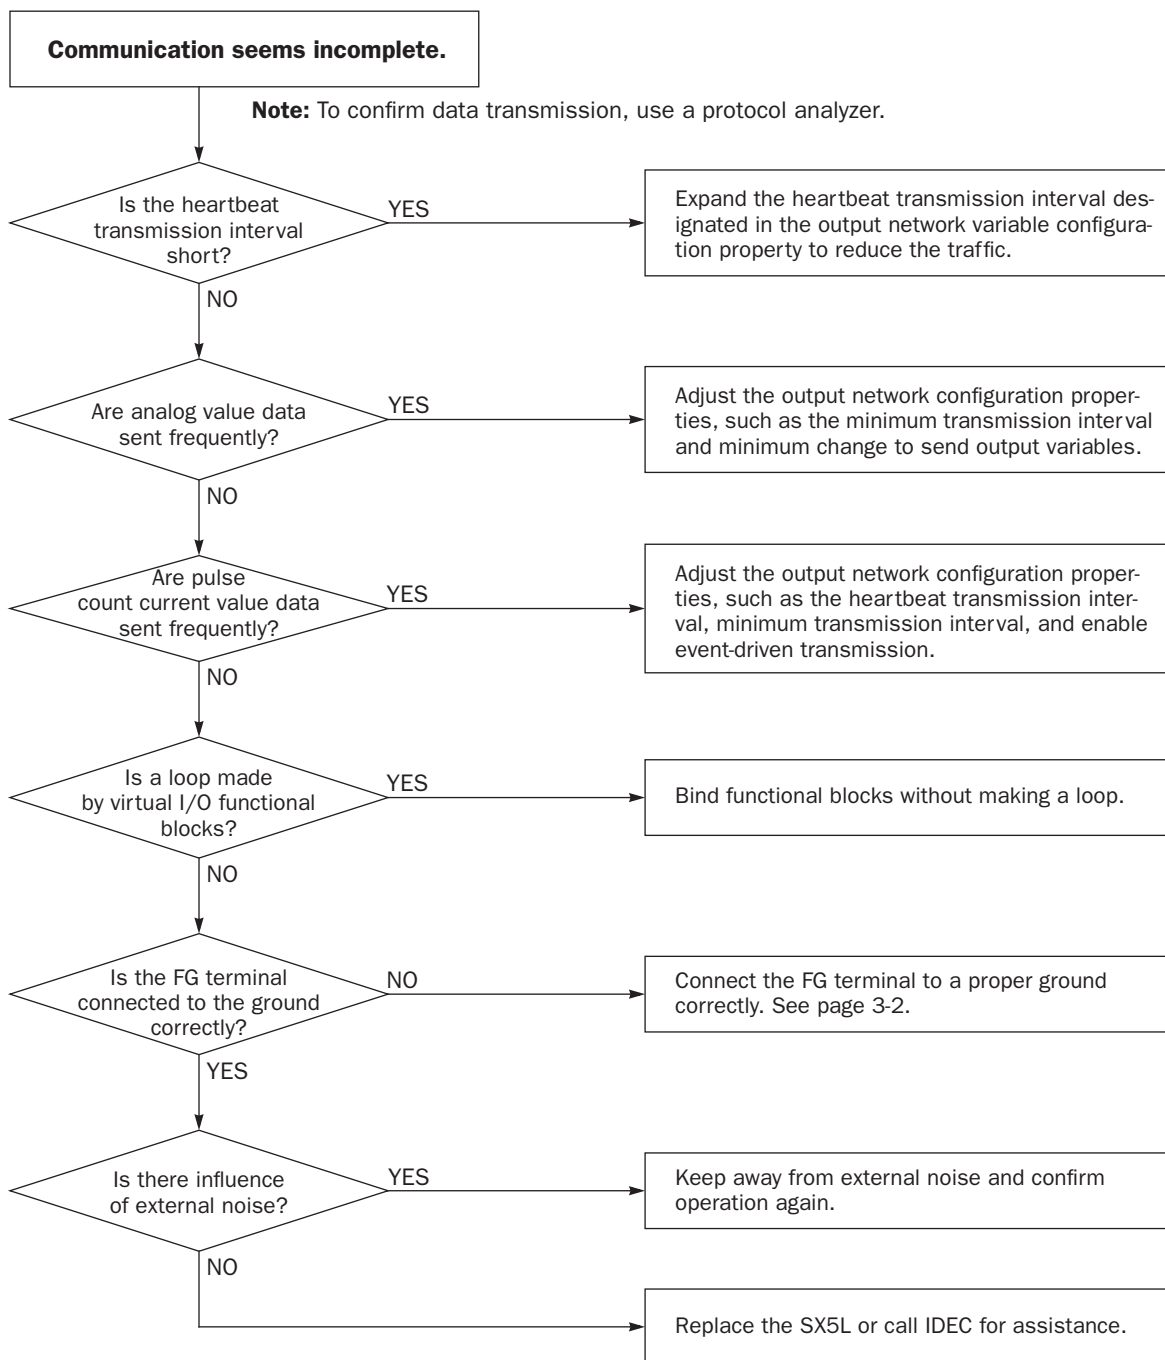 Communication seems incomplete.
Note: To confirm data transmission, use a protocol analyzer.
Is the heartbeat
transmission interval
short?
YES
Expand the heartbeat transmission interval des-
ignated in the output network variable configura-
tion property to reduce the traffic.
NO
Are analog value data
sent frequently?
YES
Adjust the output network configuration proper-
ties, such as the minimum transmission interval
and minimum change to send output variables.
NO
Are pulse
count current value data
sent frequently?
YES
Adjust the output network configuration proper-
ties, such as the heartbeat transmission inter-
val, minimum transmission interval, and enable
event-driven transmission.
NO
Is a loop made
by virtual I/O functional
blocks?
YES
Bind functional blocks without making a loop.
NO
Is the FG terminal
connected to the ground
correctly?
NO
Connect the FG terminal to a proper ground
correctly. See page 3-2.
YES
Is there influence
of external noise?
YES
Keep away from external noise and confirm
operation again.
NO
Replace the SX5L or call IDEC for assistance.